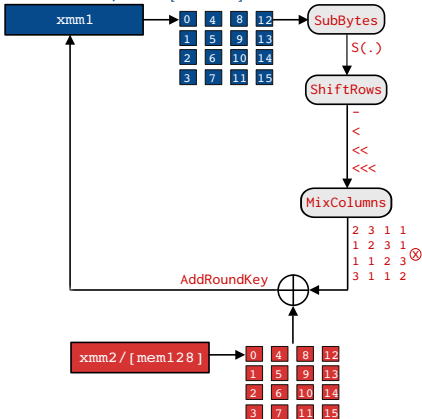 xmm1
0 4 8 12
1 5 9 13
2 6 10 14
3 7 11 15
SubBytes
S(.)
ShiftRows
-
<
<<
<<<
MixColumns
2 3 1 1
1 2 3 1
1 1 2 3
3 1 1 2
AddRoundKey
xmm2/[mem128]
0 4 8 12
1 5 9 13
2 6 10 14
3 7 11 15